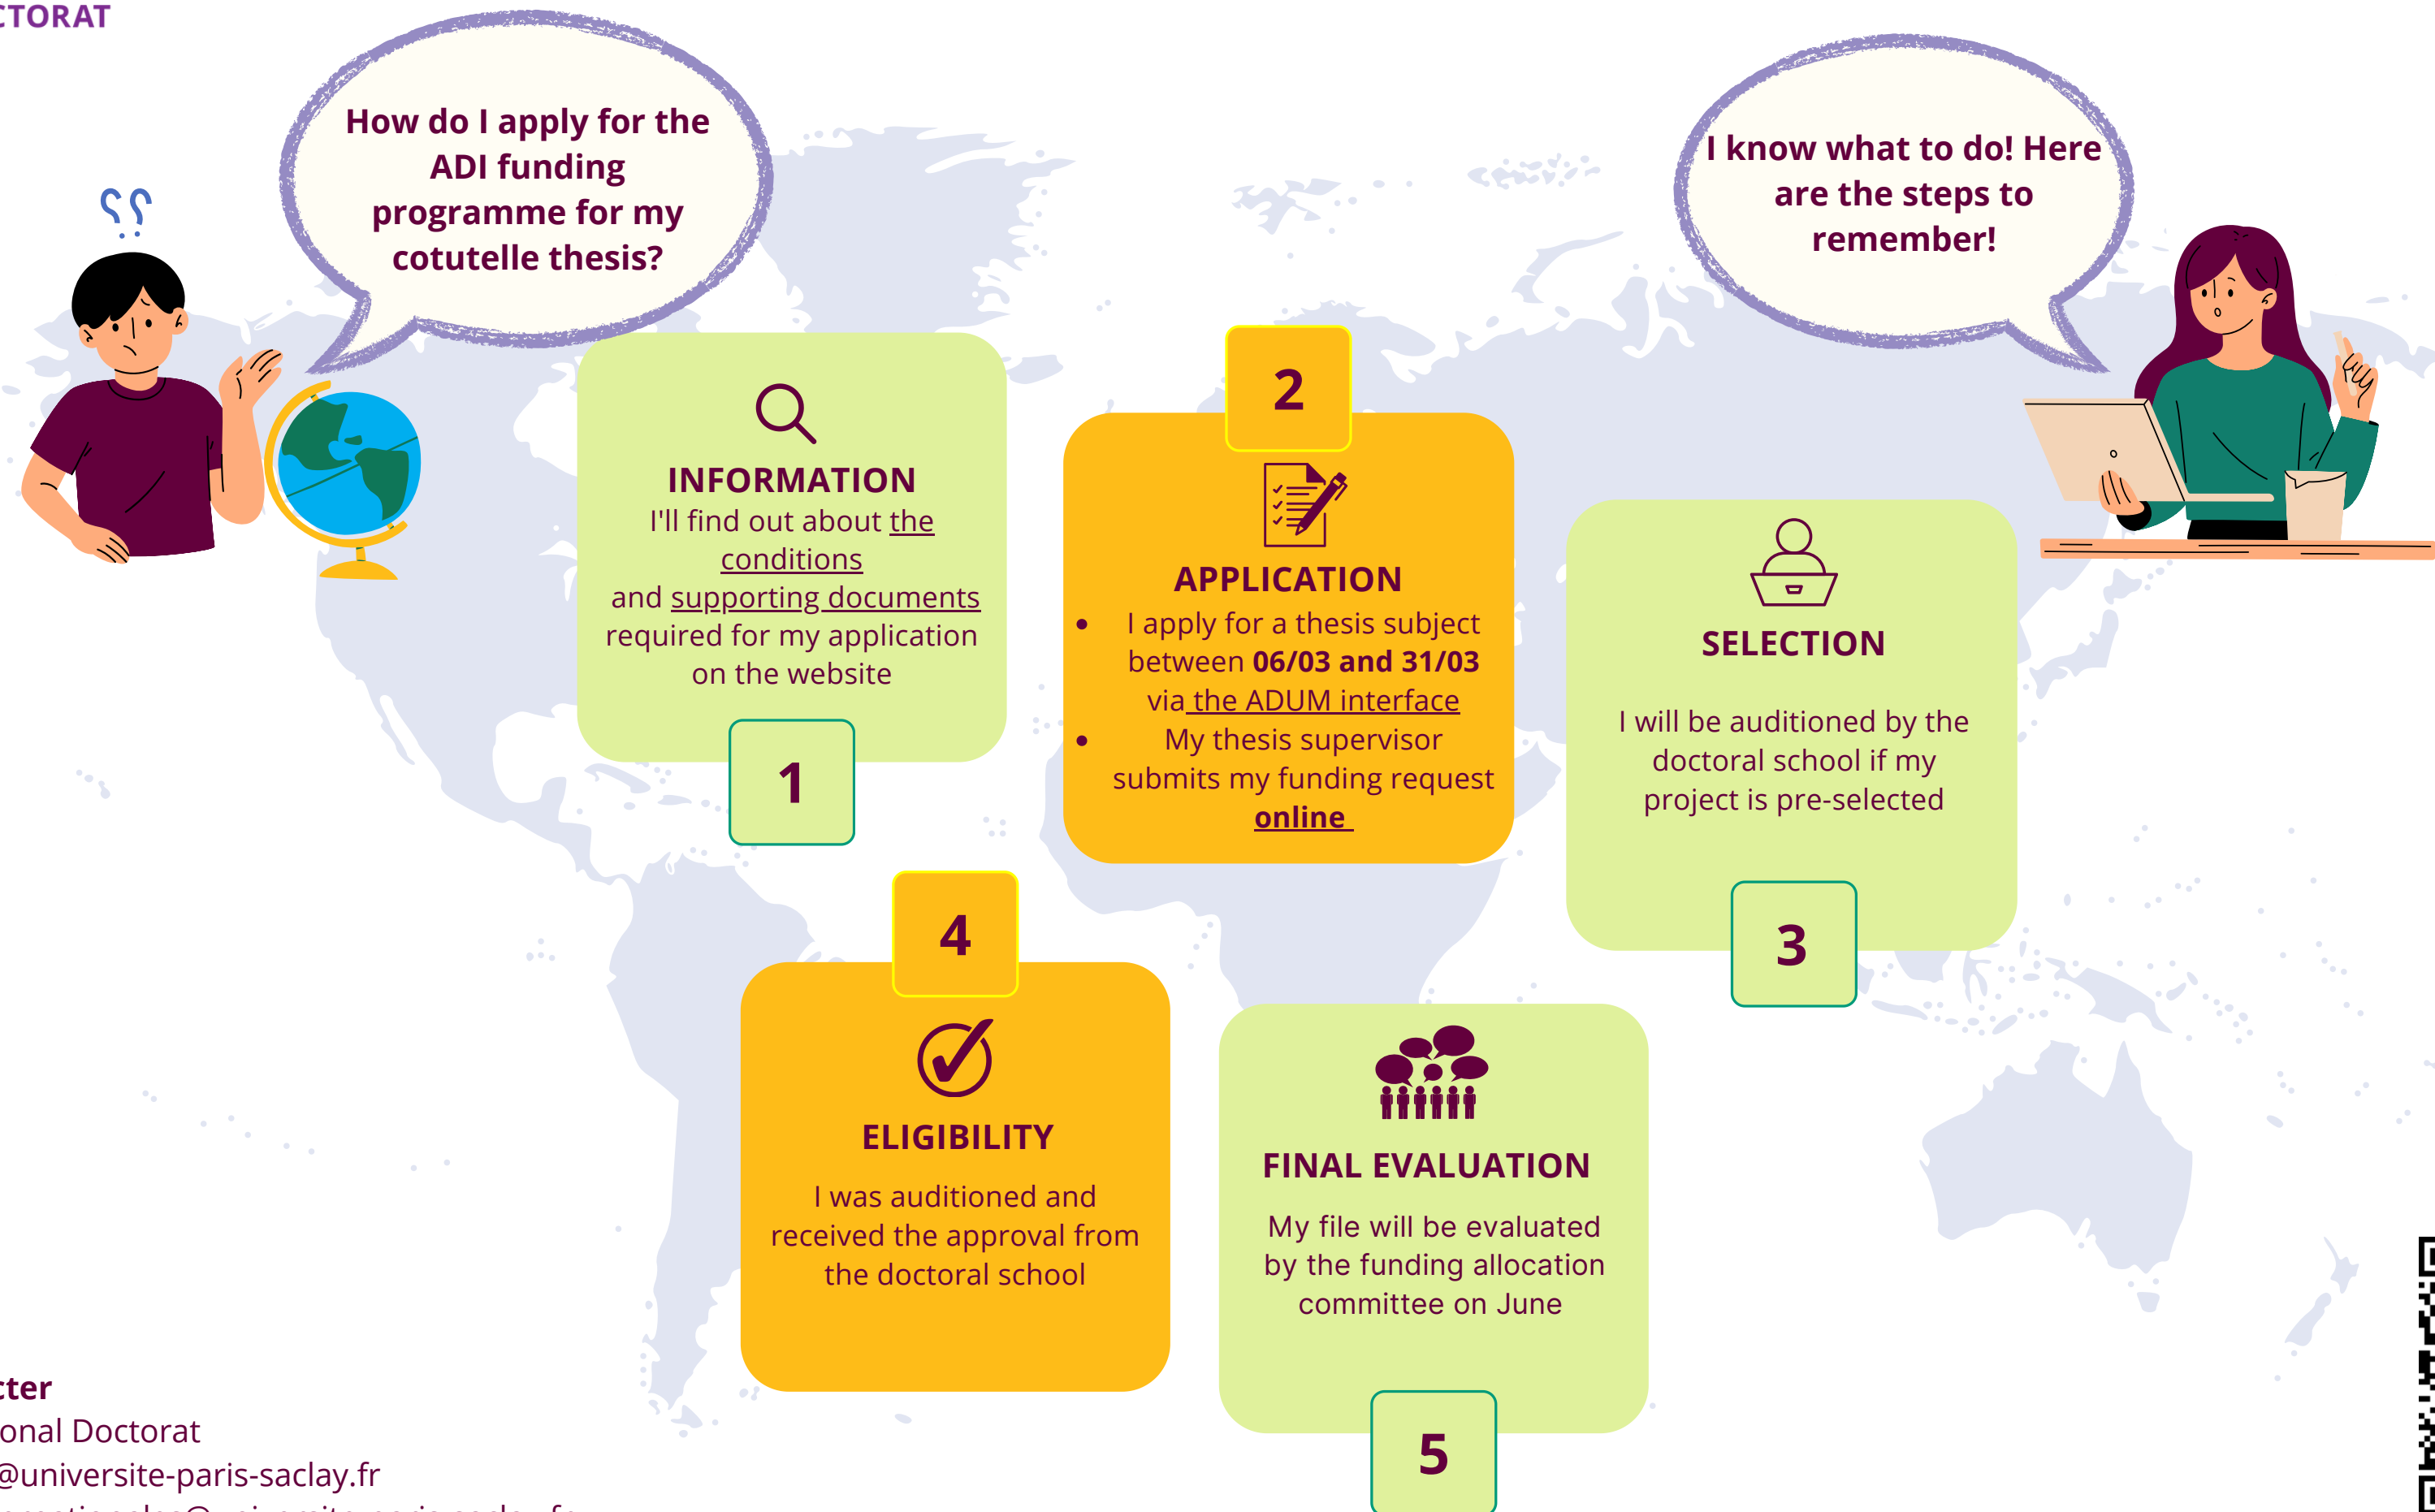 CTORAT
How do I apply for the
ADI funding
programme for my
cotutelle thesis?
I know what to do! Here
are the steps to
remember!
INFORMATION
I'll find out about the
conditions
and supporting documents
required for my application
on the website
1
2
APPLICATION
• I apply for a thesis subject
between 06/03 and 31/03
via the ADUM interface
• My thesis supervisor
submits my funding request
online
SELECTION
I will be auditioned by the
doctoral school if my
project is pre-selected
3
4
ELIGIBILITY
I was auditioned and
received the approval from
the doctoral school
FINAL EVALUATION
My file will be evaluated
by the funding allocation
committee on June
5
cter
onal Doctorat
@universite-paris-saclay.fr